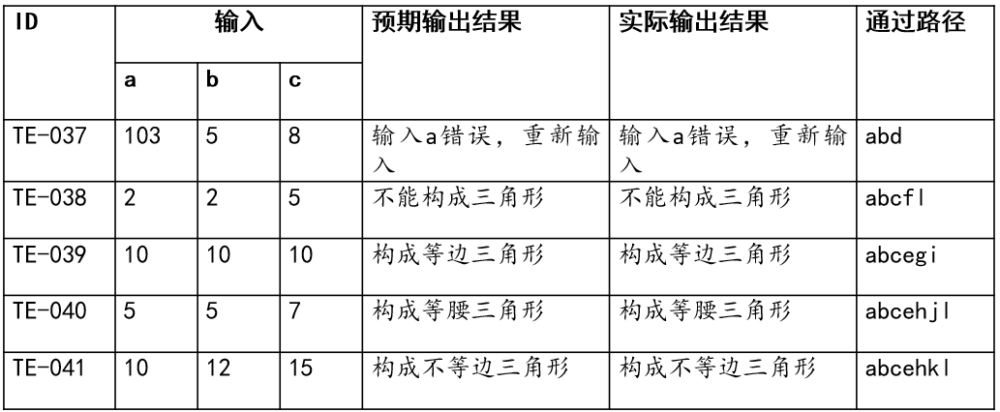 ID 输入 预期输出结果 实际输出结果 通过路径
a b c
TE-037 103 5 8 输入a错误，重新输 输入a错误，重新输 abd
入 入
TE-038 2 2 5 不能构成三角形 不能构成三角形 abcfl
TE-039 10 10 10 构成等边三角形 构成等边三角形 abcegi
TE-040 5 5 7 构成等腰三角形 构成等腰三角形 abcehjl
TE-041 10 12 15 构成不等边三角形 构成不等边三角形 abcehkl